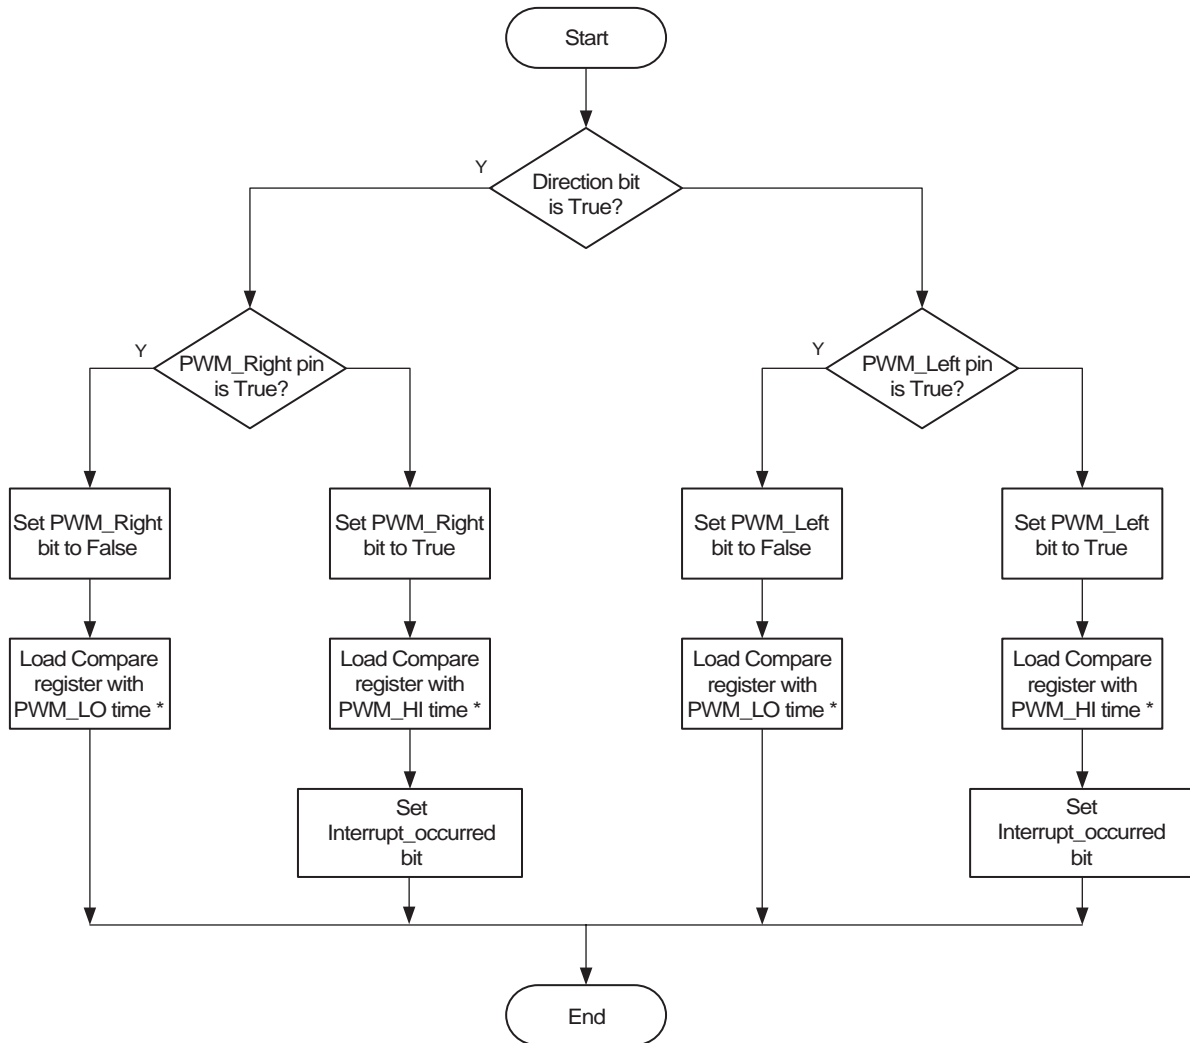 Start
Y
Direction bit
is True?
Y
PWM_Right pin
is True?
Y
PWM_Left pin
is True?
Set PWM_Right
bit to False
Set PWM_Right
bit to True
Set PWM_Left
bit to False
Set PWM_Left
bit to True
Load Compare
register with
PWM_LO time *
Load Compare
register with
PWM_HI time *
Load Compare
register with
PWM_LO time *
Load Compare
register with
PWM_HI time *
Set
Interrupt_occurred
bit
Set
Interrupt_occurred
bit
End